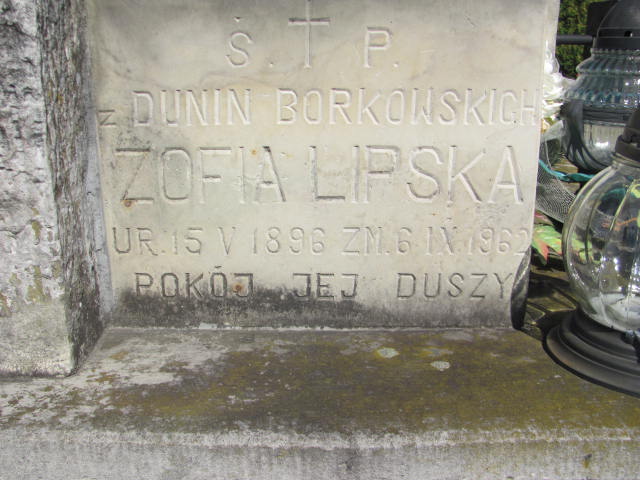 Ś. † P.
z DUNIN BORKOWSKICH
ZOFIA LIPSKA
UR. 15 V 1896 ZM. 6 IX 1962
POKÓJ JEJ DUSZY